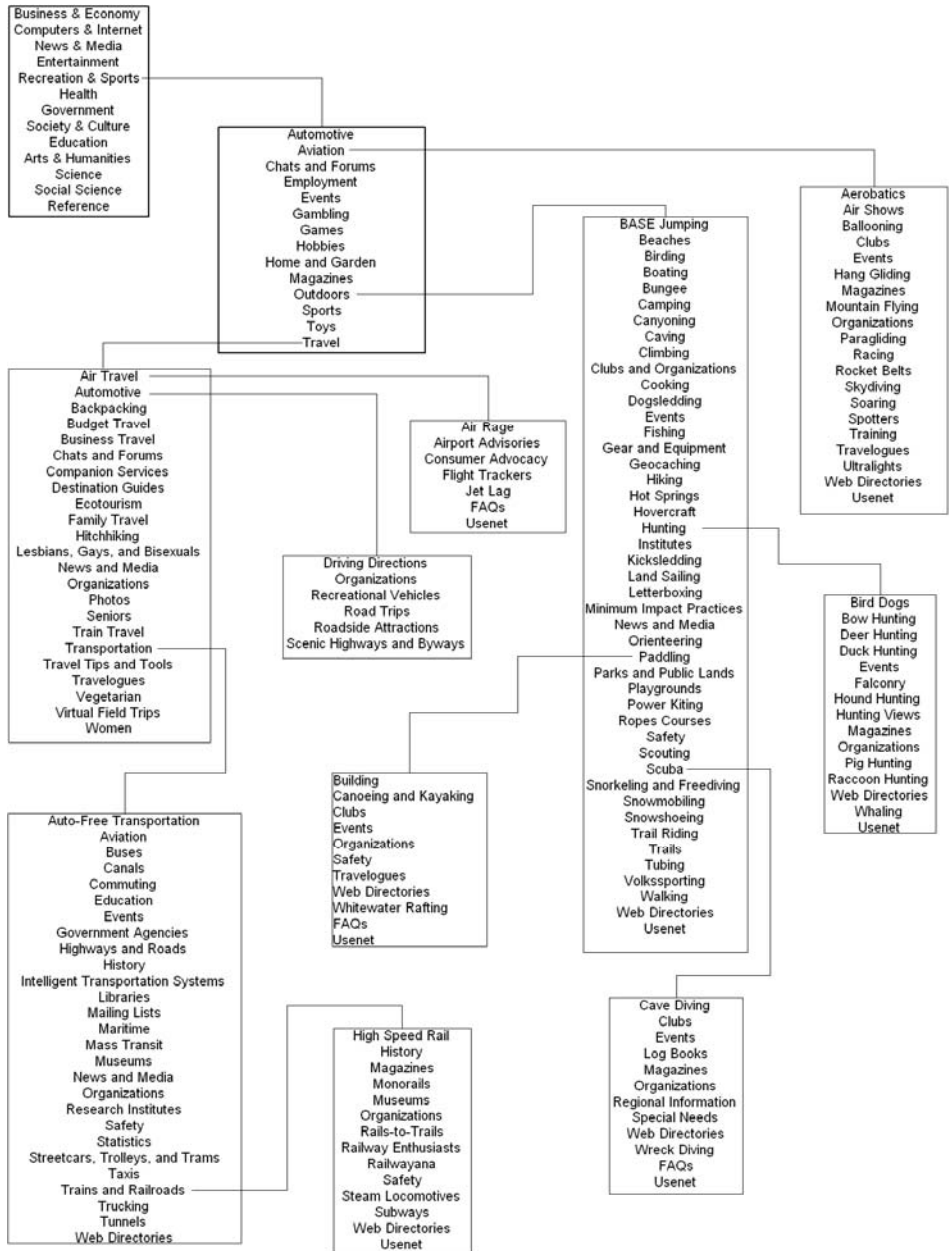 Business & Economy
Computers & Internet
News & Media
Entertainment
Recreation & Sports
Health
Government
Society & Culture
Education
Arts & Humanities
Science
Social Science
Reference
Automotive
Aviation
Chats and Forums
Employment
Events
Gambling
Games
Hobbies
Home and Garden
Magazines
Outdoors
Sports
Toys
Travel
Aerobatics
Air Shows
Ballooning
Clubs
Events
Hang Gliding
Magazines
Mountain Flying
Organizations
Paragliding
Racing
Rocket Belts
Skydiving
Soaring
Spotters
Training
Travelogues
Ultralights
Web Directories
Usenet
BASE Jumping
Beaches
Birding
Boating
Bungee
Camping
Canyoning
Caving
Climbing
Clubs and Organizations
Cooking
Dogsledding
Events
Fishing
Gear and Equipment
Geocaching
Hiking
Hot Springs
Hovercraft
Hunting
Institutes
Kicksledding
Land Sailing
Letterboxing
Minimum Impact Practices
News and Media
Orienteering
Paddling
Parks and Public Lands
Playgrounds
Power Kiting
Ropes Courses
Safety
Scouting
Scuba
Snorkeling and Freediving
Snowmobiling
Snowshoeing
Trail Riding
Trails
Tubing
Volkssporting
Walking
Web Directories
Usenet
Air Travel
Automotive
Backpacking
Budget Travel
Business Travel
Chats and Forums
Companion Services
Destination Guides
Ecotourism
Family Travel
Hitchhiking
Lesbians, Gays, and Bisexuals
News and Media
Organizations
Photos
Seniors
Train Travel
Transportation
Travel Tips and Tools
Travelogues
Vegetarian
Virtual Field Trips
Women
Air Rage
Airport Advisories
Consumer Advocacy
Flight Trackers
Jet Lag
FAQs
Usenet
Driving Directions
Organizations
Recreational Vehicles
Road Trips
Roadside Attractions
Scenic Highways and Byways
Bird Dogs
Bow Hunting
Deer Hunting
Duck Hunting
Events
Falconry
Hound Hunting
Hunting Views
Magazines
Organizations
Pig Hunting
Raccoon Hunting
Web Directories
Whaling
Usenet
Building
Canoeing and Kayaking
Clubs
Events
Organizations
Safety
Travelogues
Web Directories
Whitewater Rafting
FAQs
Usenet
Auto-Free Transportation
Aviation
Buses
Canals
Commuting
Education
Events
Government Agencies
Highways and Roads
History
Intelligent Transportation Systems
Libraries
Mailing Lists
Maritime
Mass Transit
Museums
News and Media
Organizations
Research Institutes
Safety
Statistics
Streetcars, Trolleys, and Trams
Taxis
Trains and Railroads
Trucking
Tunnels
Web Directories
High Speed Rail
History
Magazines
Monorails
Museums
Organizations
Rails-to-Trails
Railway Enthusiasts
Railwayana
Safety
Steam Locomotives
Subways
Web Directories
Usenet
Cave Diving
Clubs
Events
Log Books
Magazines
Organizations
Regional Information
Special Needs
Web Directories
Wreck Diving
FAQs
Usenet